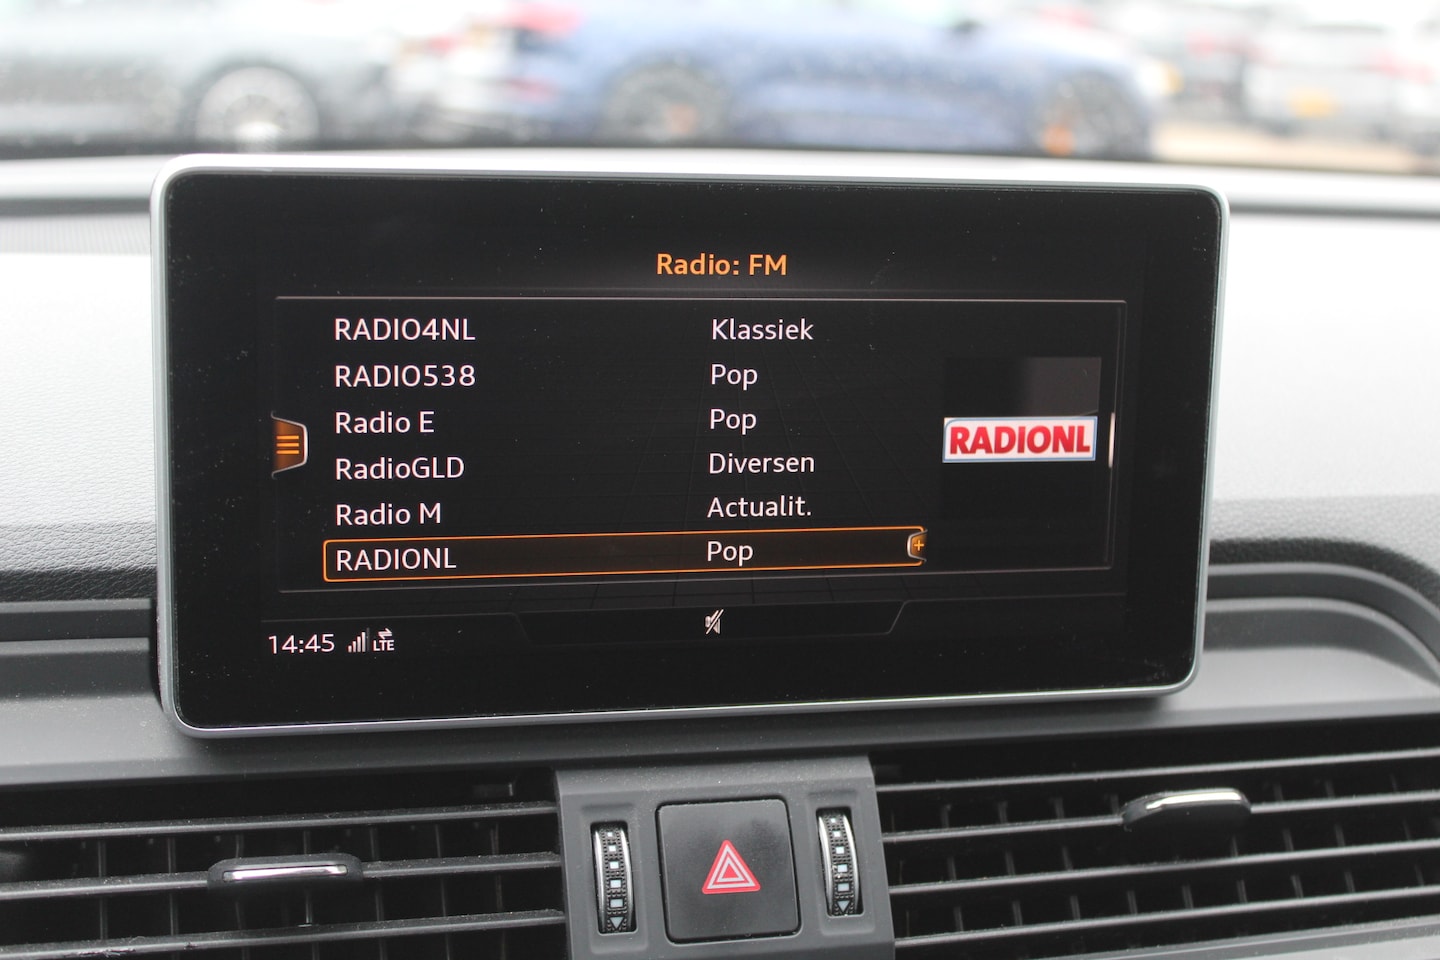 Radio: FM
RADIO4NL Klassiek
RADIO538 Pop
Radio E Pop
RadioGLD Diversen
Radio M Actualit.
RADIONL Pop
RADIONL
14:45 LTE